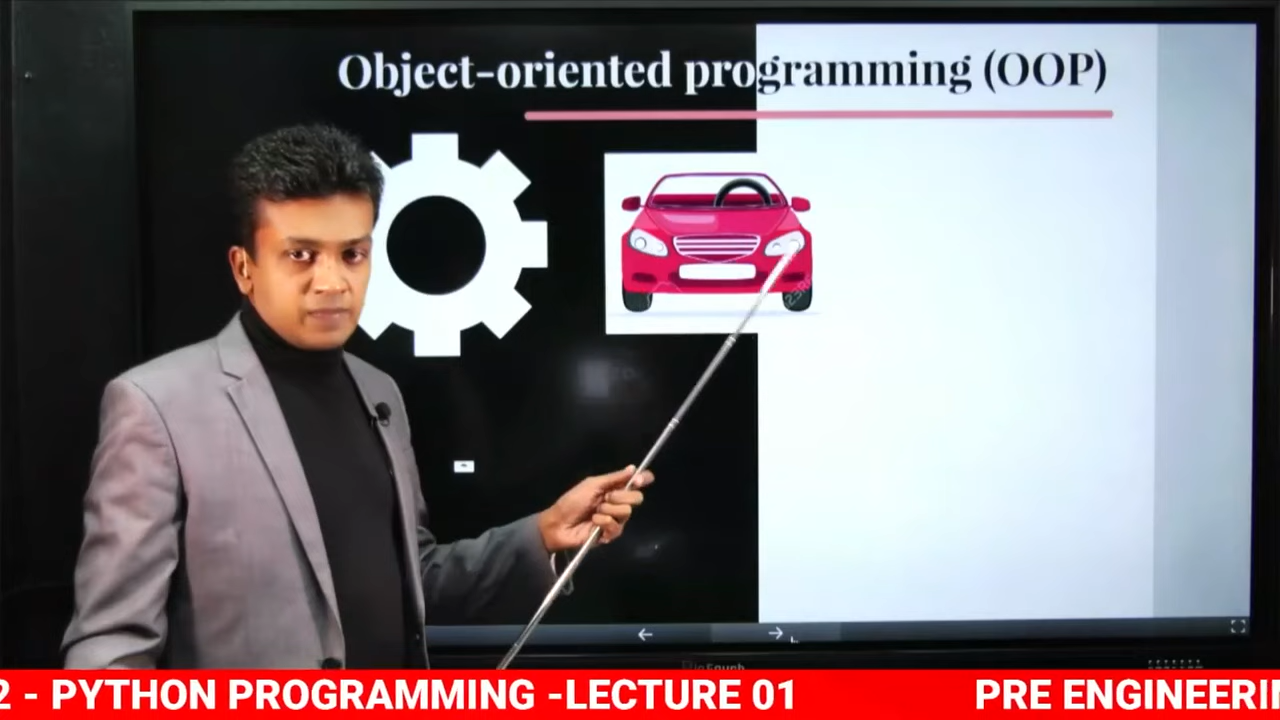 Object-oriented programming (OOP)
2 - PYTHON PROGRAMMING -LECTURE 01 PRE ENGINEERIN